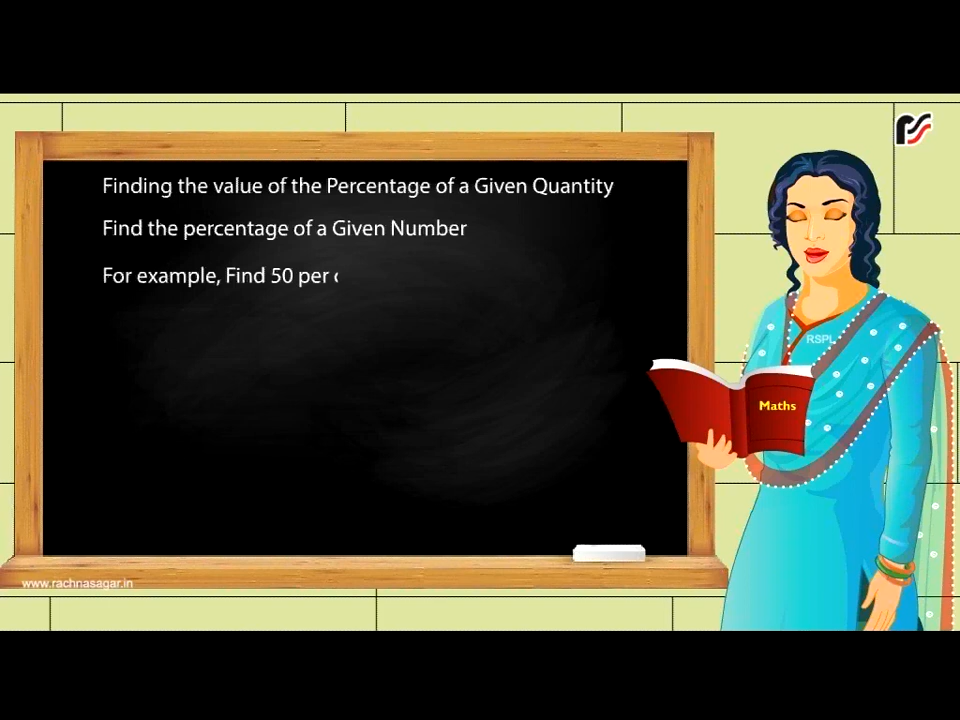 Finding the value of the Percentage of a Given Quantity
Find the percentage of a Given Number
For example, Find 50 per
RSPL
Maths
www.rachnasagar.in